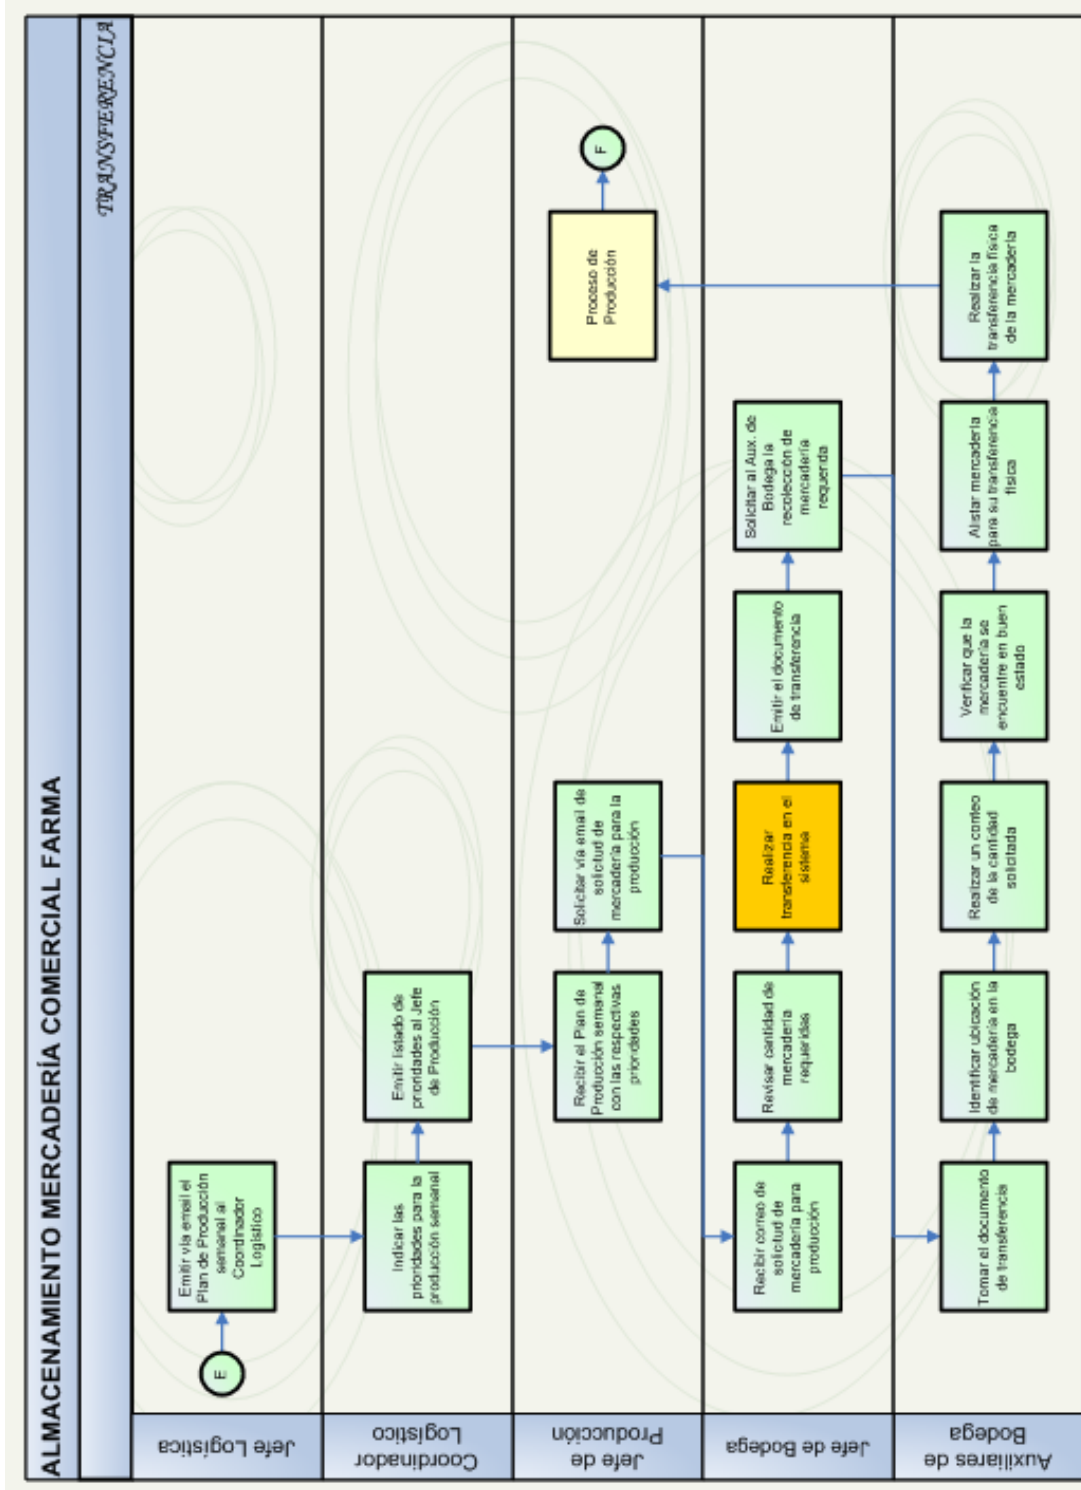 ALMACENAMIENTO MERCADERÍA COMERCIAL FARMA
TRANSFERENCIA
Jefe Logística
E
Emitir vía email el
Plan de Producción
semanal al
Coordinador
Logístico
Coordinador
Logístico
Indicar las
prioridades para la
producción semanal
Emitir listado de
prioridades al Jefe
de Producción
Jefe de
Producción
Recibir el Plan de
Producción semanal
con las respectivas
prioridades
Solicitar vía email de
solicitud de
mercadería para la
producción
Proceso de
Producción
F
Jefe de Bodega
Recibir correo de
solicitud de
mercadería para
producción
Revisar cantidad de
mercadería
requeridas
Realizar
transferencia en el
sistema
Emitir el documento
de transferencia
Solicitar al Aux. de
Bodega la
recolección de
mercadería
requerida
Auxiliares de
Bodega
Tomar el documento
de transferencia
Identificar ubicación
de mercadería en la
bodega
Realizar un conteo
de la cantidad
solicitada
Verificar que la
mercadería se
encuentre en buen
estado
Alistar mercadería
para su transferencia
física
Realizar la
transferencia física
de la mercadería